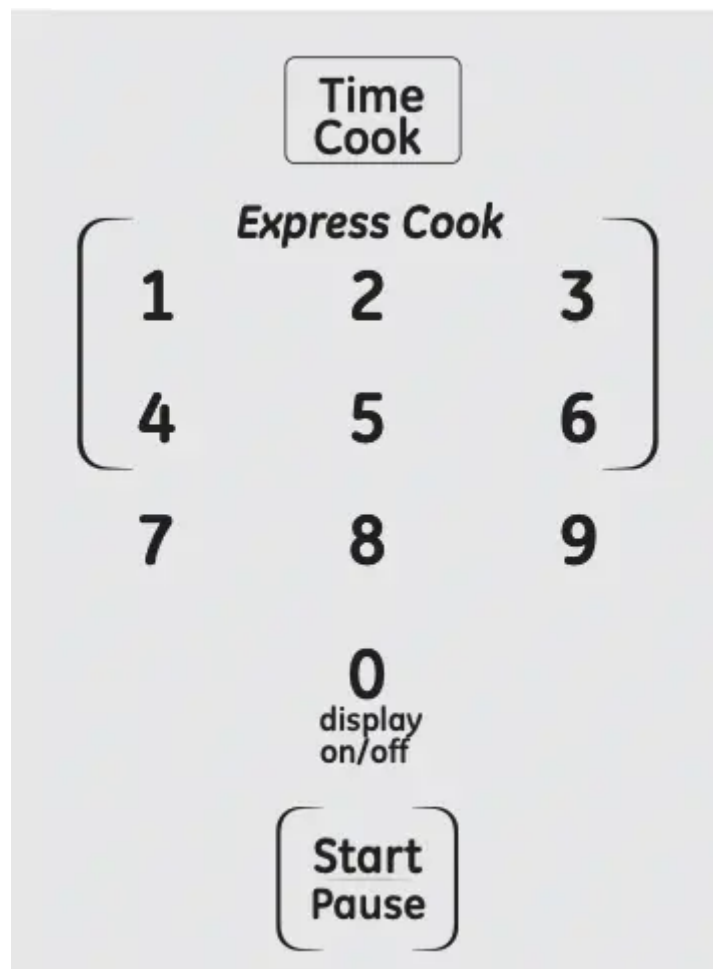 Time
Cook
Express Cook
1 2 3
4 5 6
7 8 9
0
display
on/off
Start
Pause